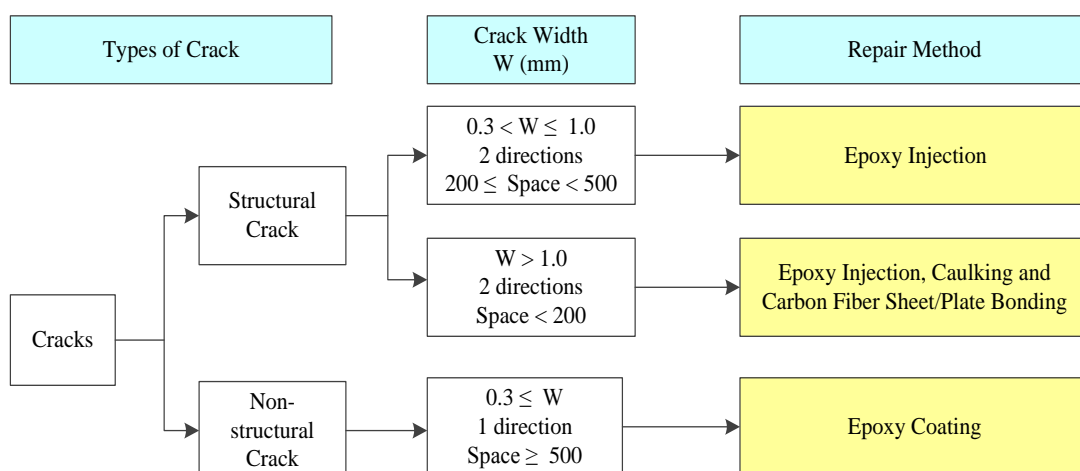 Types of Crack
Crack Width
W (mm)
Repair Method
0.3 < W ≤ 1.0
2 directions
200 ≤ Space < 500
Epoxy Injection
Structural
Crack
W > 1.0
2 directions
Space < 200
Epoxy Injection, Caulking and
Carbon Fiber Sheet/Plate Bonding
Cracks
Non-
structural
Crack
0.3 ≤ W
1 direction
Space ≥ 500
Epoxy Coating